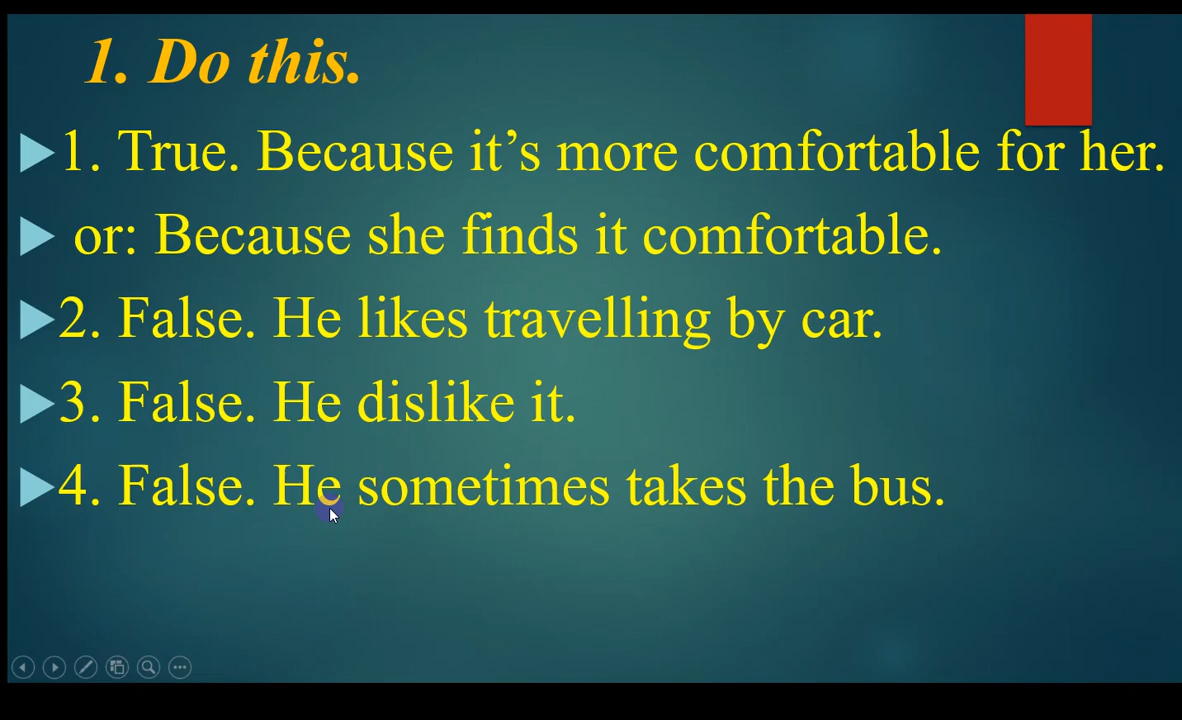 1. Do this.
1. True. Because it’s more comfortable for her.
or: Because she finds it comfortable.
2. False. He likes travelling by car.
3. False. He dislike it.
4. False. He sometimes takes the bus.